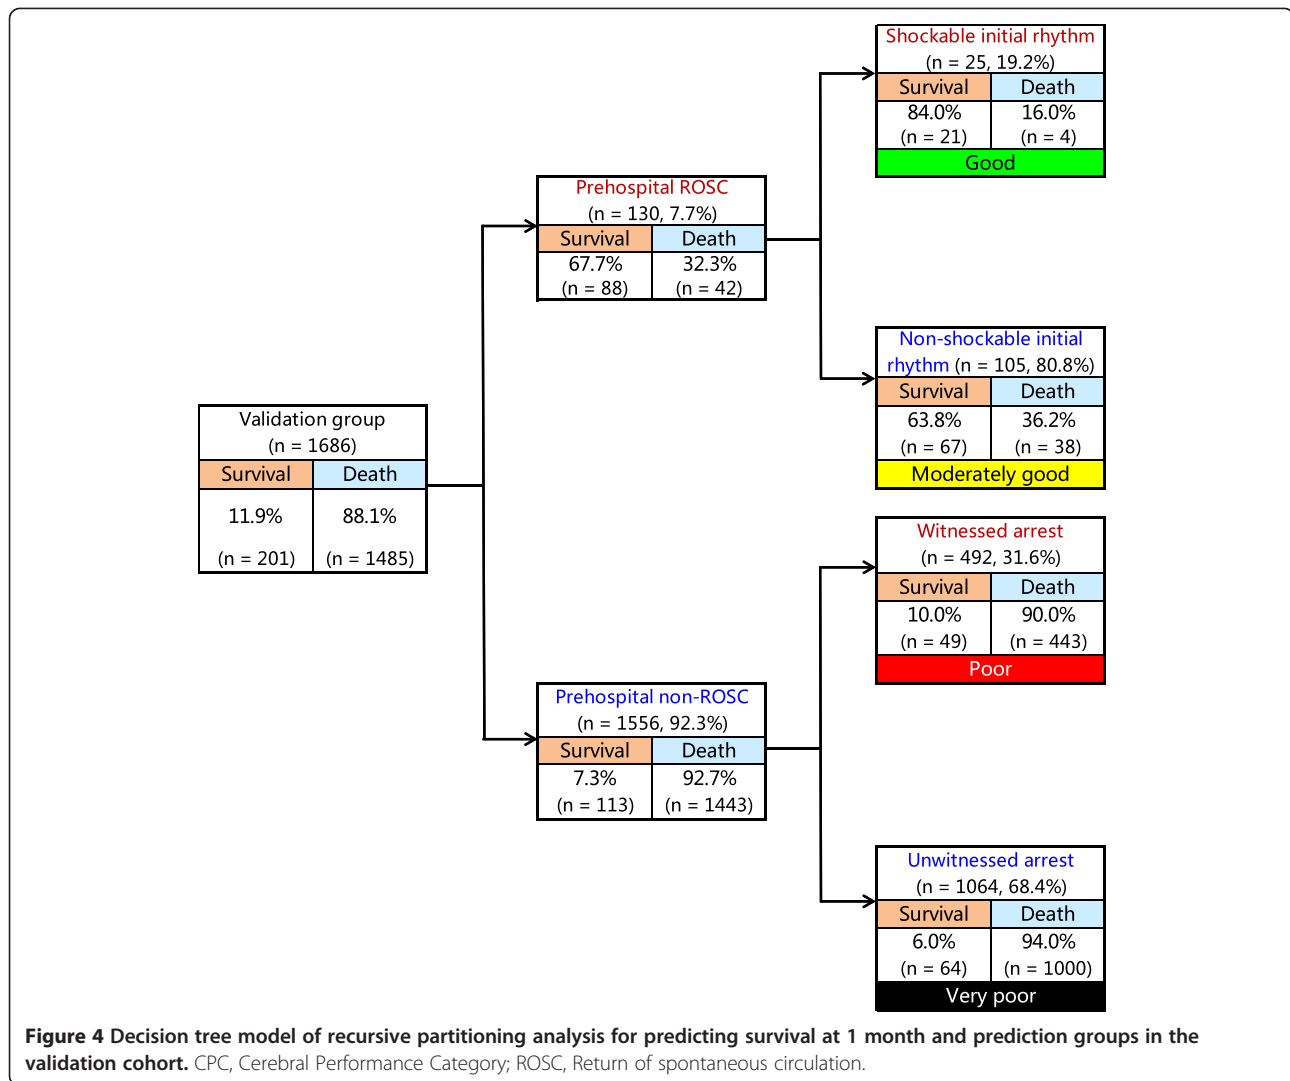 Shockable initial rhythm
(n = 25, 19.2%)
Survival Death
84.0% 16.0%
(n = 21) (n = 4)
Good
Prehospital ROSC
(n = 130, 7.7%)
Survival Death
67.7% 32.3%
(n = 88) (n = 42)
Non-shockable initial
rhythm (n = 105, 80.8%)
Survival Death
63.8% 36.2%
(n = 67) (n = 38)
Moderately good
Validation group
(n = 1686)
Survival Death
11.9% 88.1%
(n = 201) (n = 1485)
Witnessed arrest
(n = 492, 31.6%)
Survival Death
10.0% 90.0%
(n = 49) (n = 443)
Poor
Prehospital non-ROSC
(n = 1556, 92.3%)
Survival Death
7.3% 92.7%
(n = 113) (n = 1443)
Unwitnessed arrest
(n = 1064, 68.4%)
Survival Death
6.0% 94.0%
(n = 64) (n = 1000)
Very poor
Figure 4 Decision tree model of recursive partitioning analysis for predicting survival at 1 month and prediction groups in the
validation cohort. CPC, Cerebral Performance Category; ROSC, Return of spontaneous circulation.